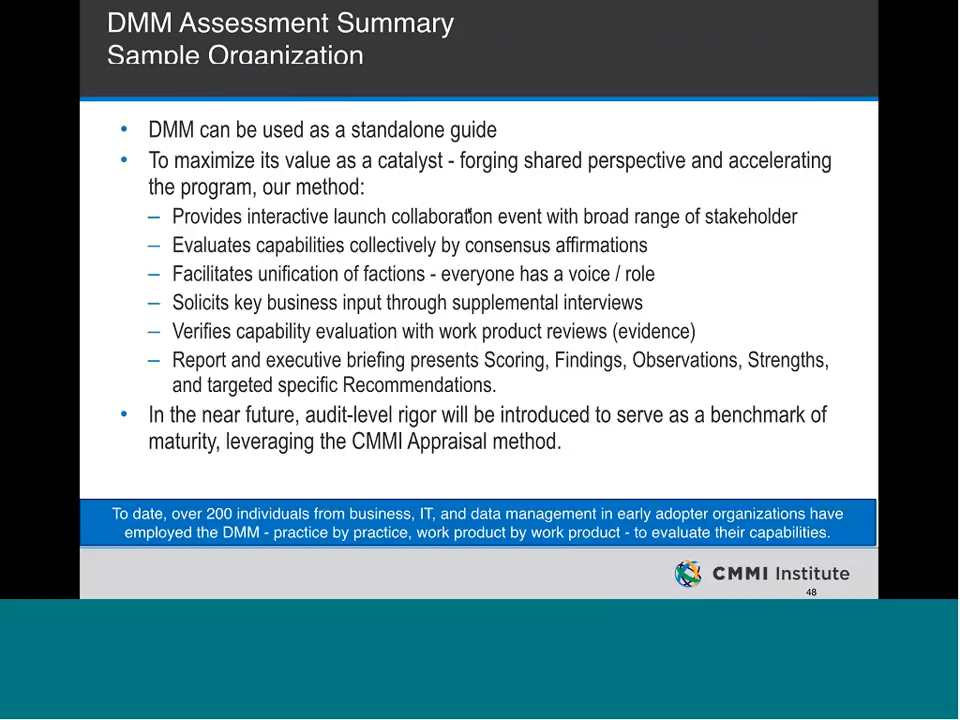 DMM Assessment Summary
Sample Organization
• DMM can be used as a standalone guide
• To maximize its value as a catalyst - forging shared perspective and accelerating
the program, our method:
– Provides interactive launch collaboration event with broad range of stakeholder
– Evaluates capabilities collectively by consensus affirmations
– Facilitates unification of factions - everyone has a voice / role
– Solicits key business input through supplemental interviews
– Verifies capability evaluation with work product reviews (evidence)
– Report and executive briefing presents Scoring, Findings, Observations, Strengths,
and targeted specific Recommendations.
• In the near future, audit-level rigor will be introduced to serve as a benchmark of
maturity, leveraging the CMMI Appraisal method.
To date, over 200 individuals from business, IT, and data management in early adopter organizations have
employed the DMM - practice by practice, work product by work product - to evaluate their capabilities.
CMMI Institute
48